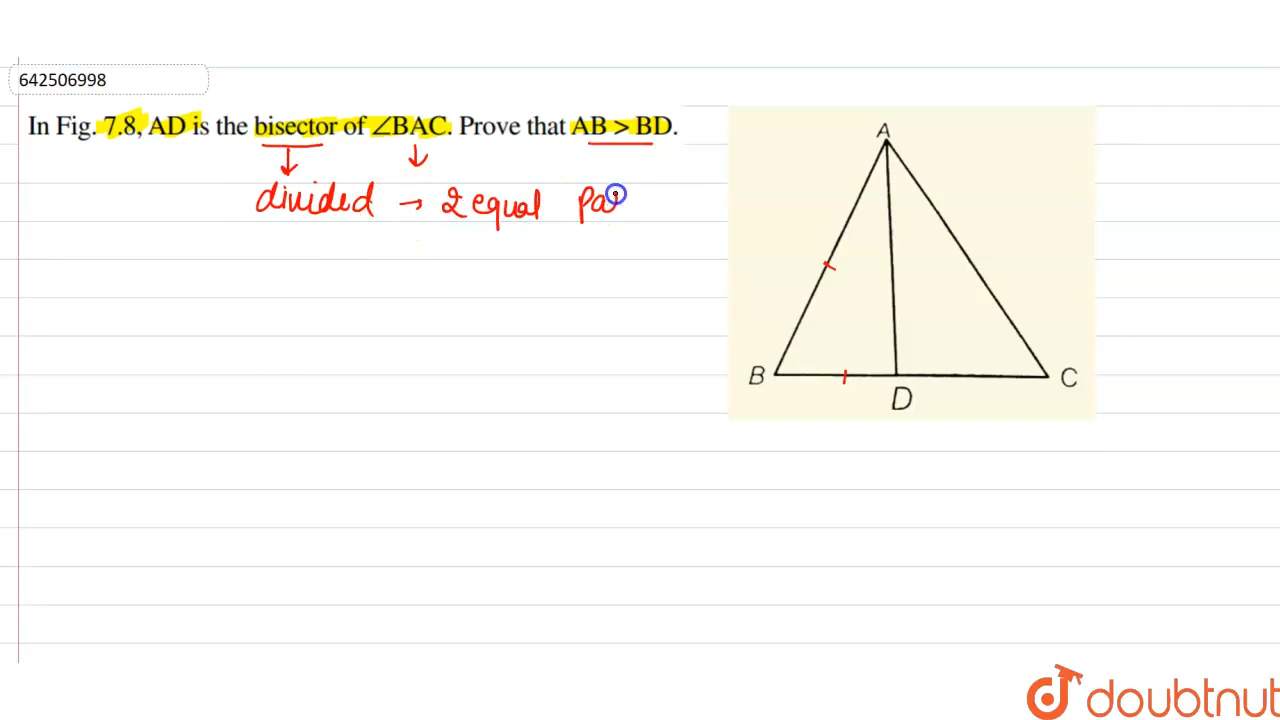 642506998
In Fig. 7.8, AD is the bisector of ∠BAC. Prove that AB > BD.
divided → 2 equal par
A
B
C
D
doubtnut